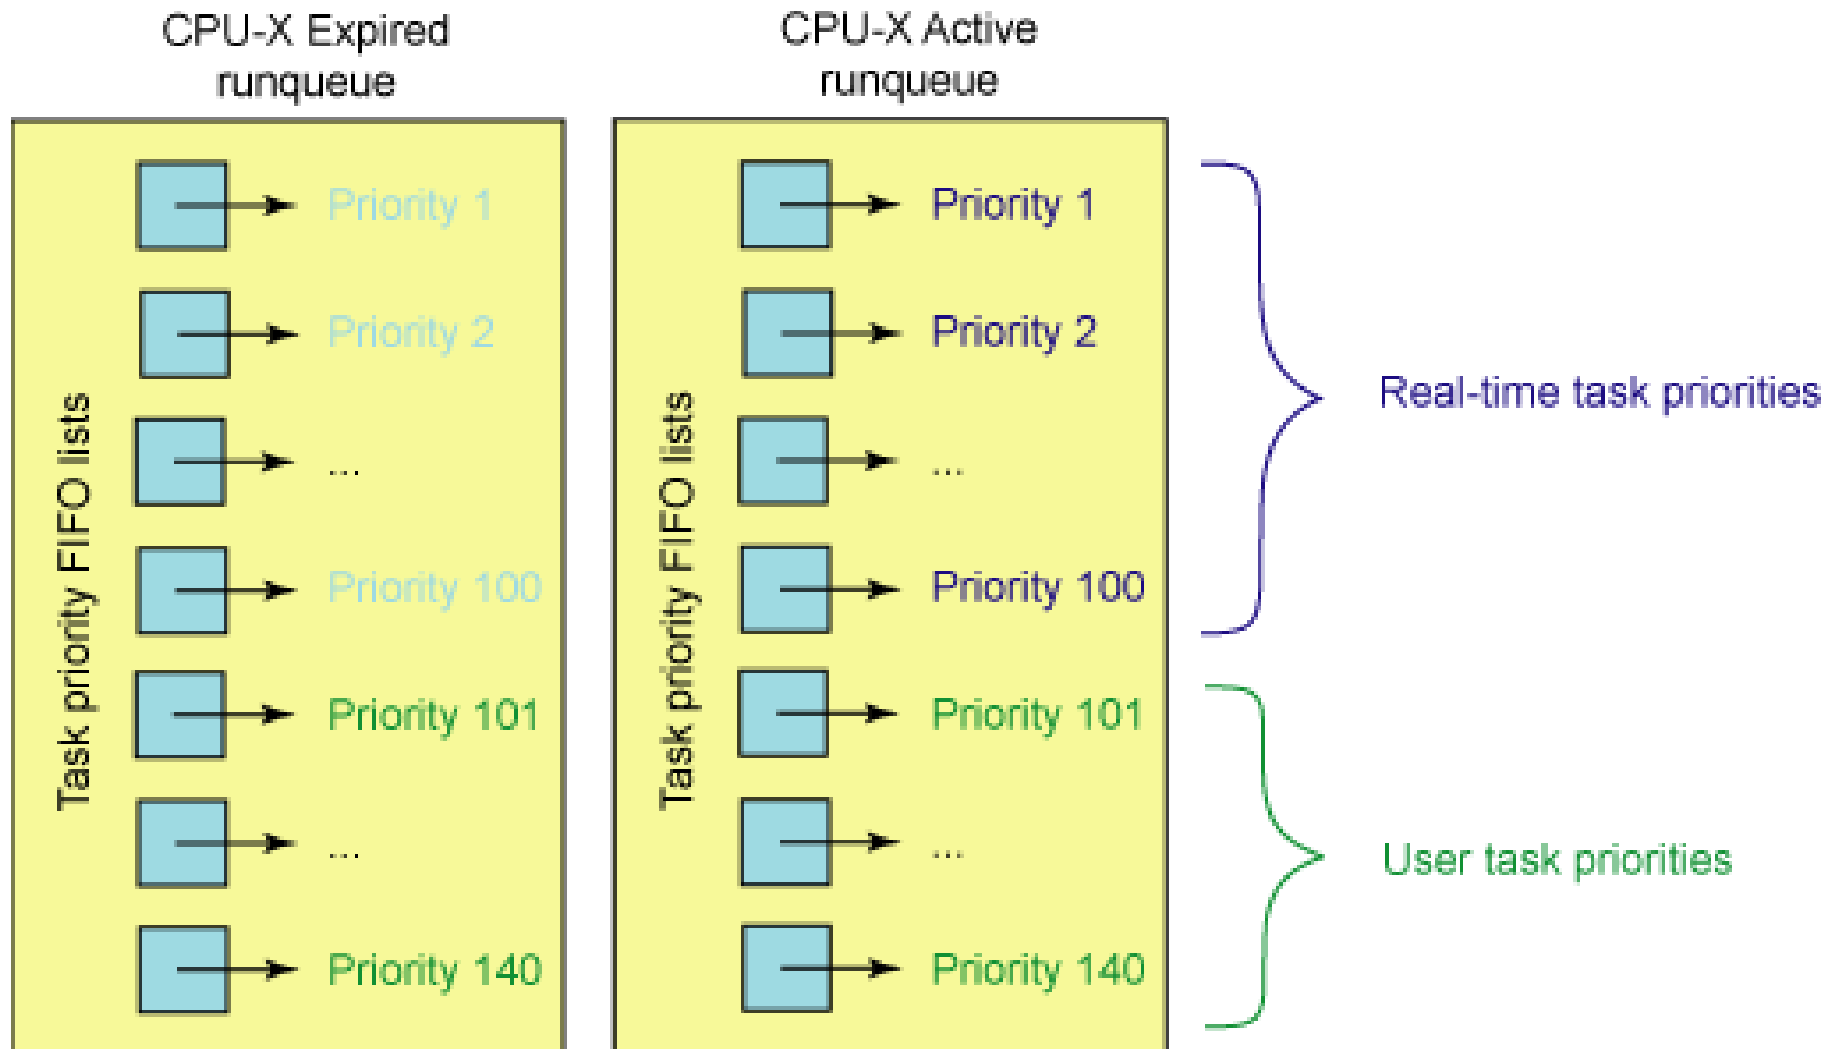 CPU-X Expired
runqueue
Task priority FIFO lists
Priority 1
Priority 2
...
Priority 100
Priority 101
...
Priority 140
CPU-X Active
runqueue
Task priority FIFO lists
Priority 1
Priority 2
...
Priority 100
Priority 101
...
Priority 140
Real-time task priorities
User task priorities